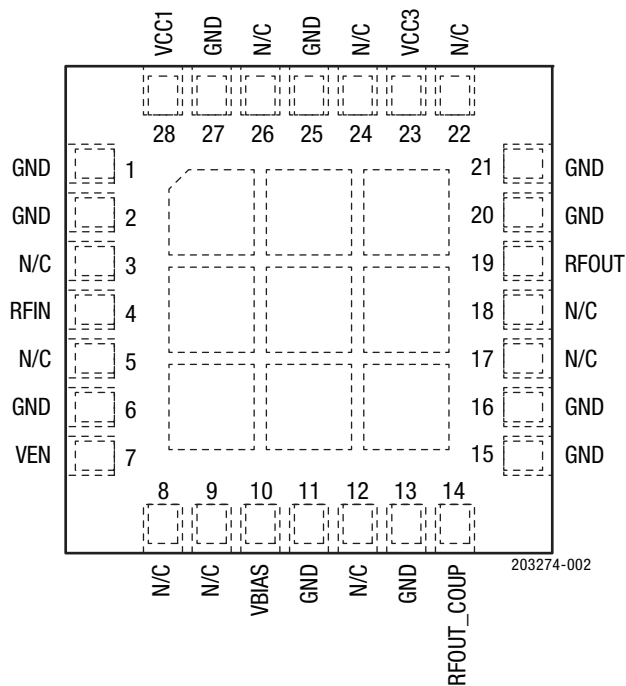 VCC1 GND N/C GND N/C VCC3 N/C
28 27 26 25 24 23 22
GND 1 21 GND
GND 2 20 GND
N/C 3 19 RFOUT
RFIN 4 18 N/C
N/C 5 17 N/C
GND 6 16 GND
VEN 7 15 GND
8 9 10 11 12 13 14
N/C N/C VBIAS GND N/C GND RFOUT_COUP
203274-002